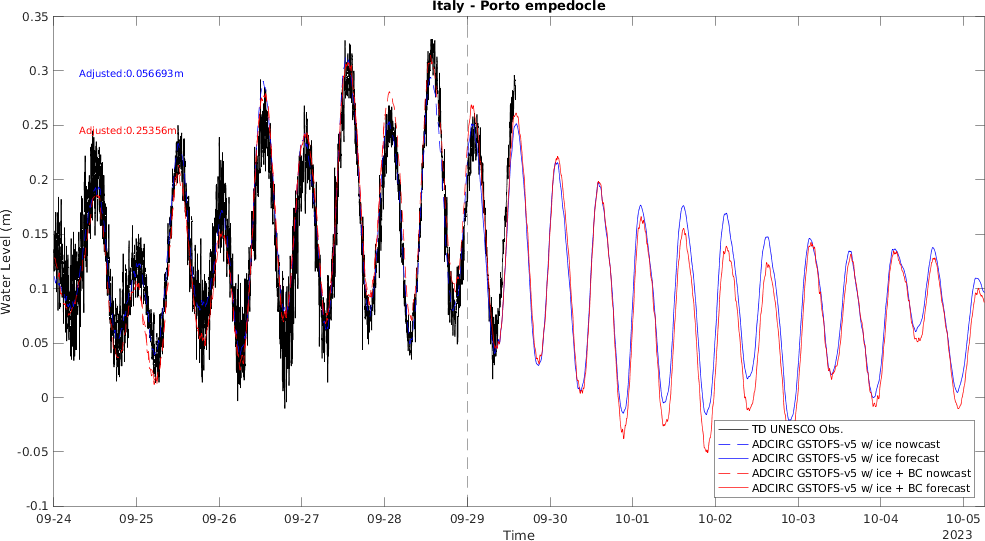 Italy - Porto empedocle
0.35
0.3
0.25
0.2
0.15
0.1
0.05
0
-0.05
-0.1
Water Level (m)
Adjusted:0.056693m
Adjusted:0.25356m
TD UNESCO Obs.
ADCIRC GSTOFS-v5 w/ ice nowcast
ADCIRC GSTOFS-v5 w/ ice forecast
ADCIRC GSTOFS-v5 w/ ice + BC nowcast
ADCIRC GSTOFS-v5 w/ ice + BC forecast
09-24 09-25 09-26 09-27 09-28 09-29 09-30 10-01 10-02 10-03 10-04 10-05
Time
2023